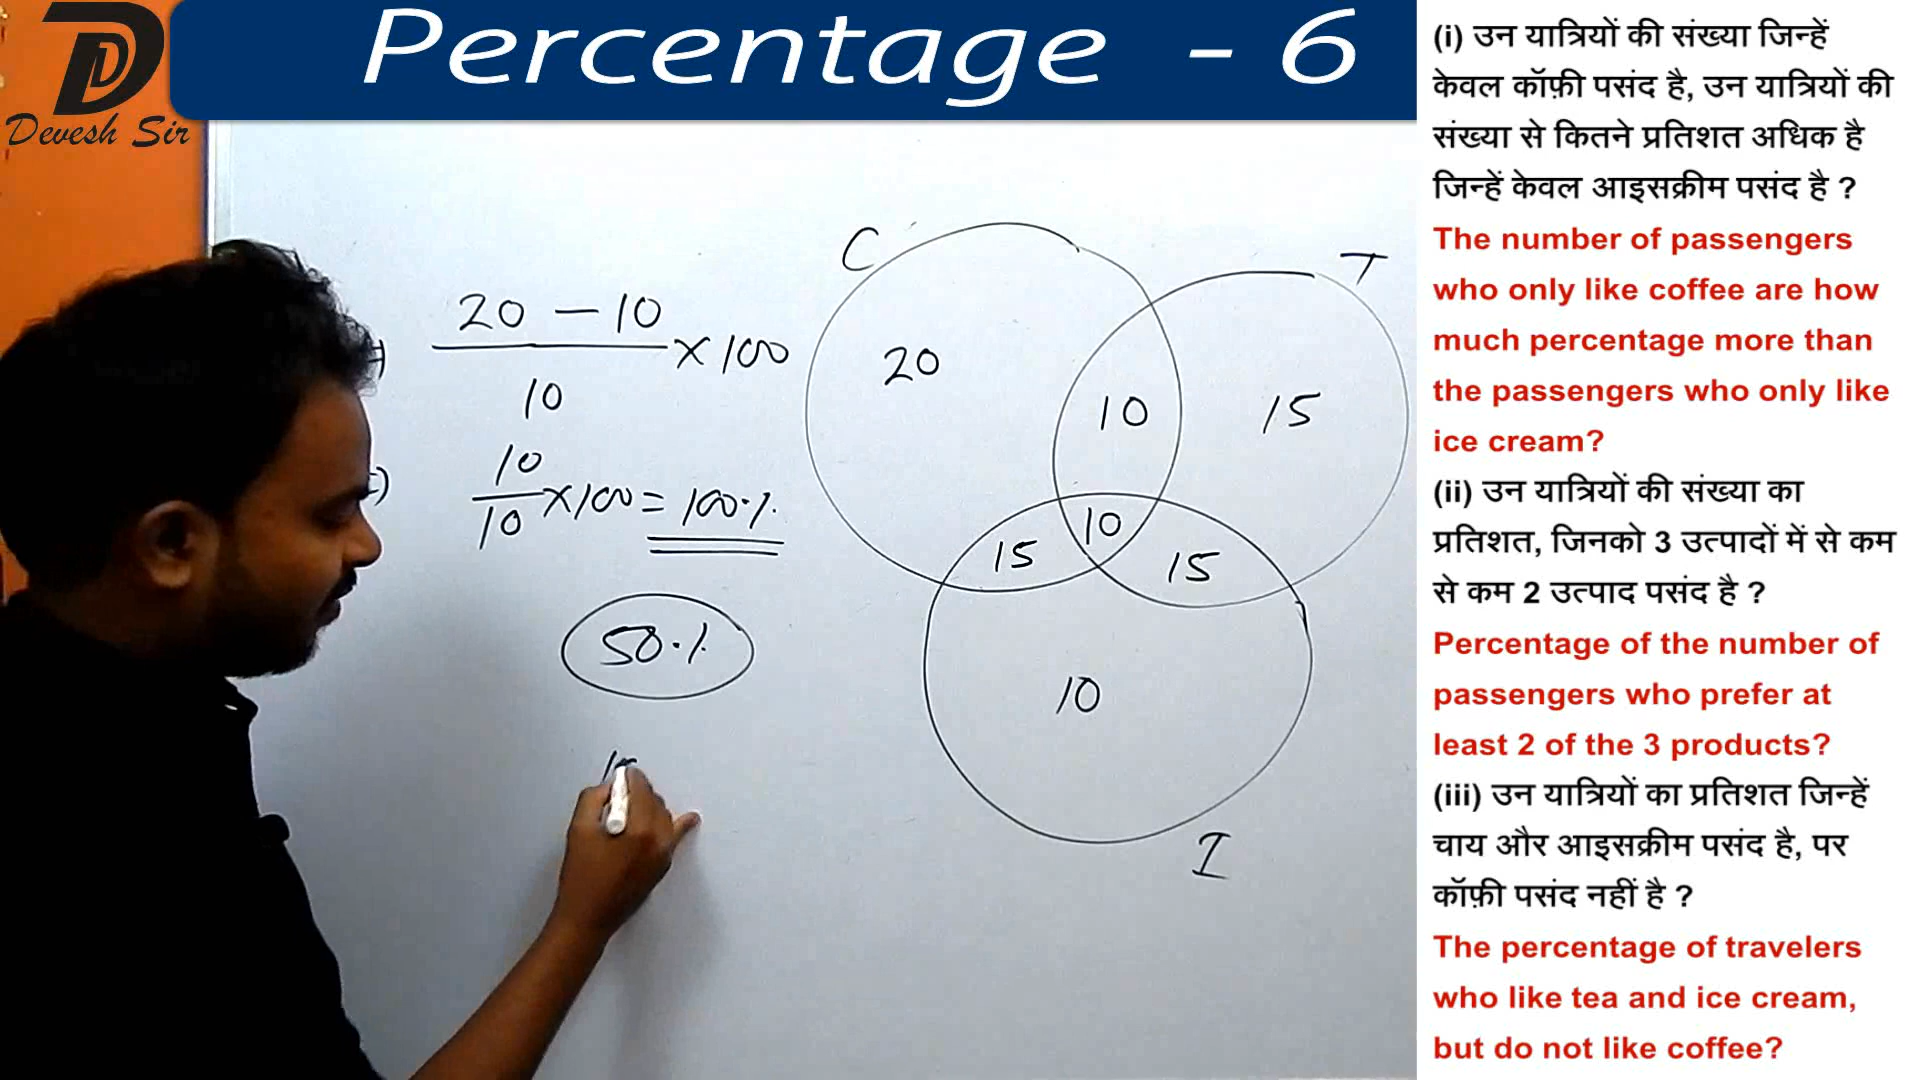 Percentage - 6
Devesh Sir
20 – 10
× 100
10
10
10 × 100 = 100%
50%
C
T
20
10
15
10
15
15
10
I
(i) उन यात्रियों की संख्या जिन्हें
केवल कॉफ़ी पसंद है, उन यात्रियों की
संख्या से कितने प्रतिशत अधिक है
जिन्हें केवल आइसक्रीम पसंद है ?
The number of passengers
who only like coffee are how
much percentage more than
the passengers who only like
ice cream?
(ii) उन यात्रियों की संख्या का
प्रतिशत, जिनको 3 उत्पादों में से कम
से कम 2 उत्पाद पसंद है ?
Percentage of the number of
passengers who prefer at
least 2 of the 3 products?
(iii) उन यात्रियों का प्रतिशत जिन्हें
चाय और आइसक्रीम पसंद है, पर
कॉफ़ी पसंद नहीं है ?
The percentage of travelers
who like tea and ice cream,
but do not like coffee?